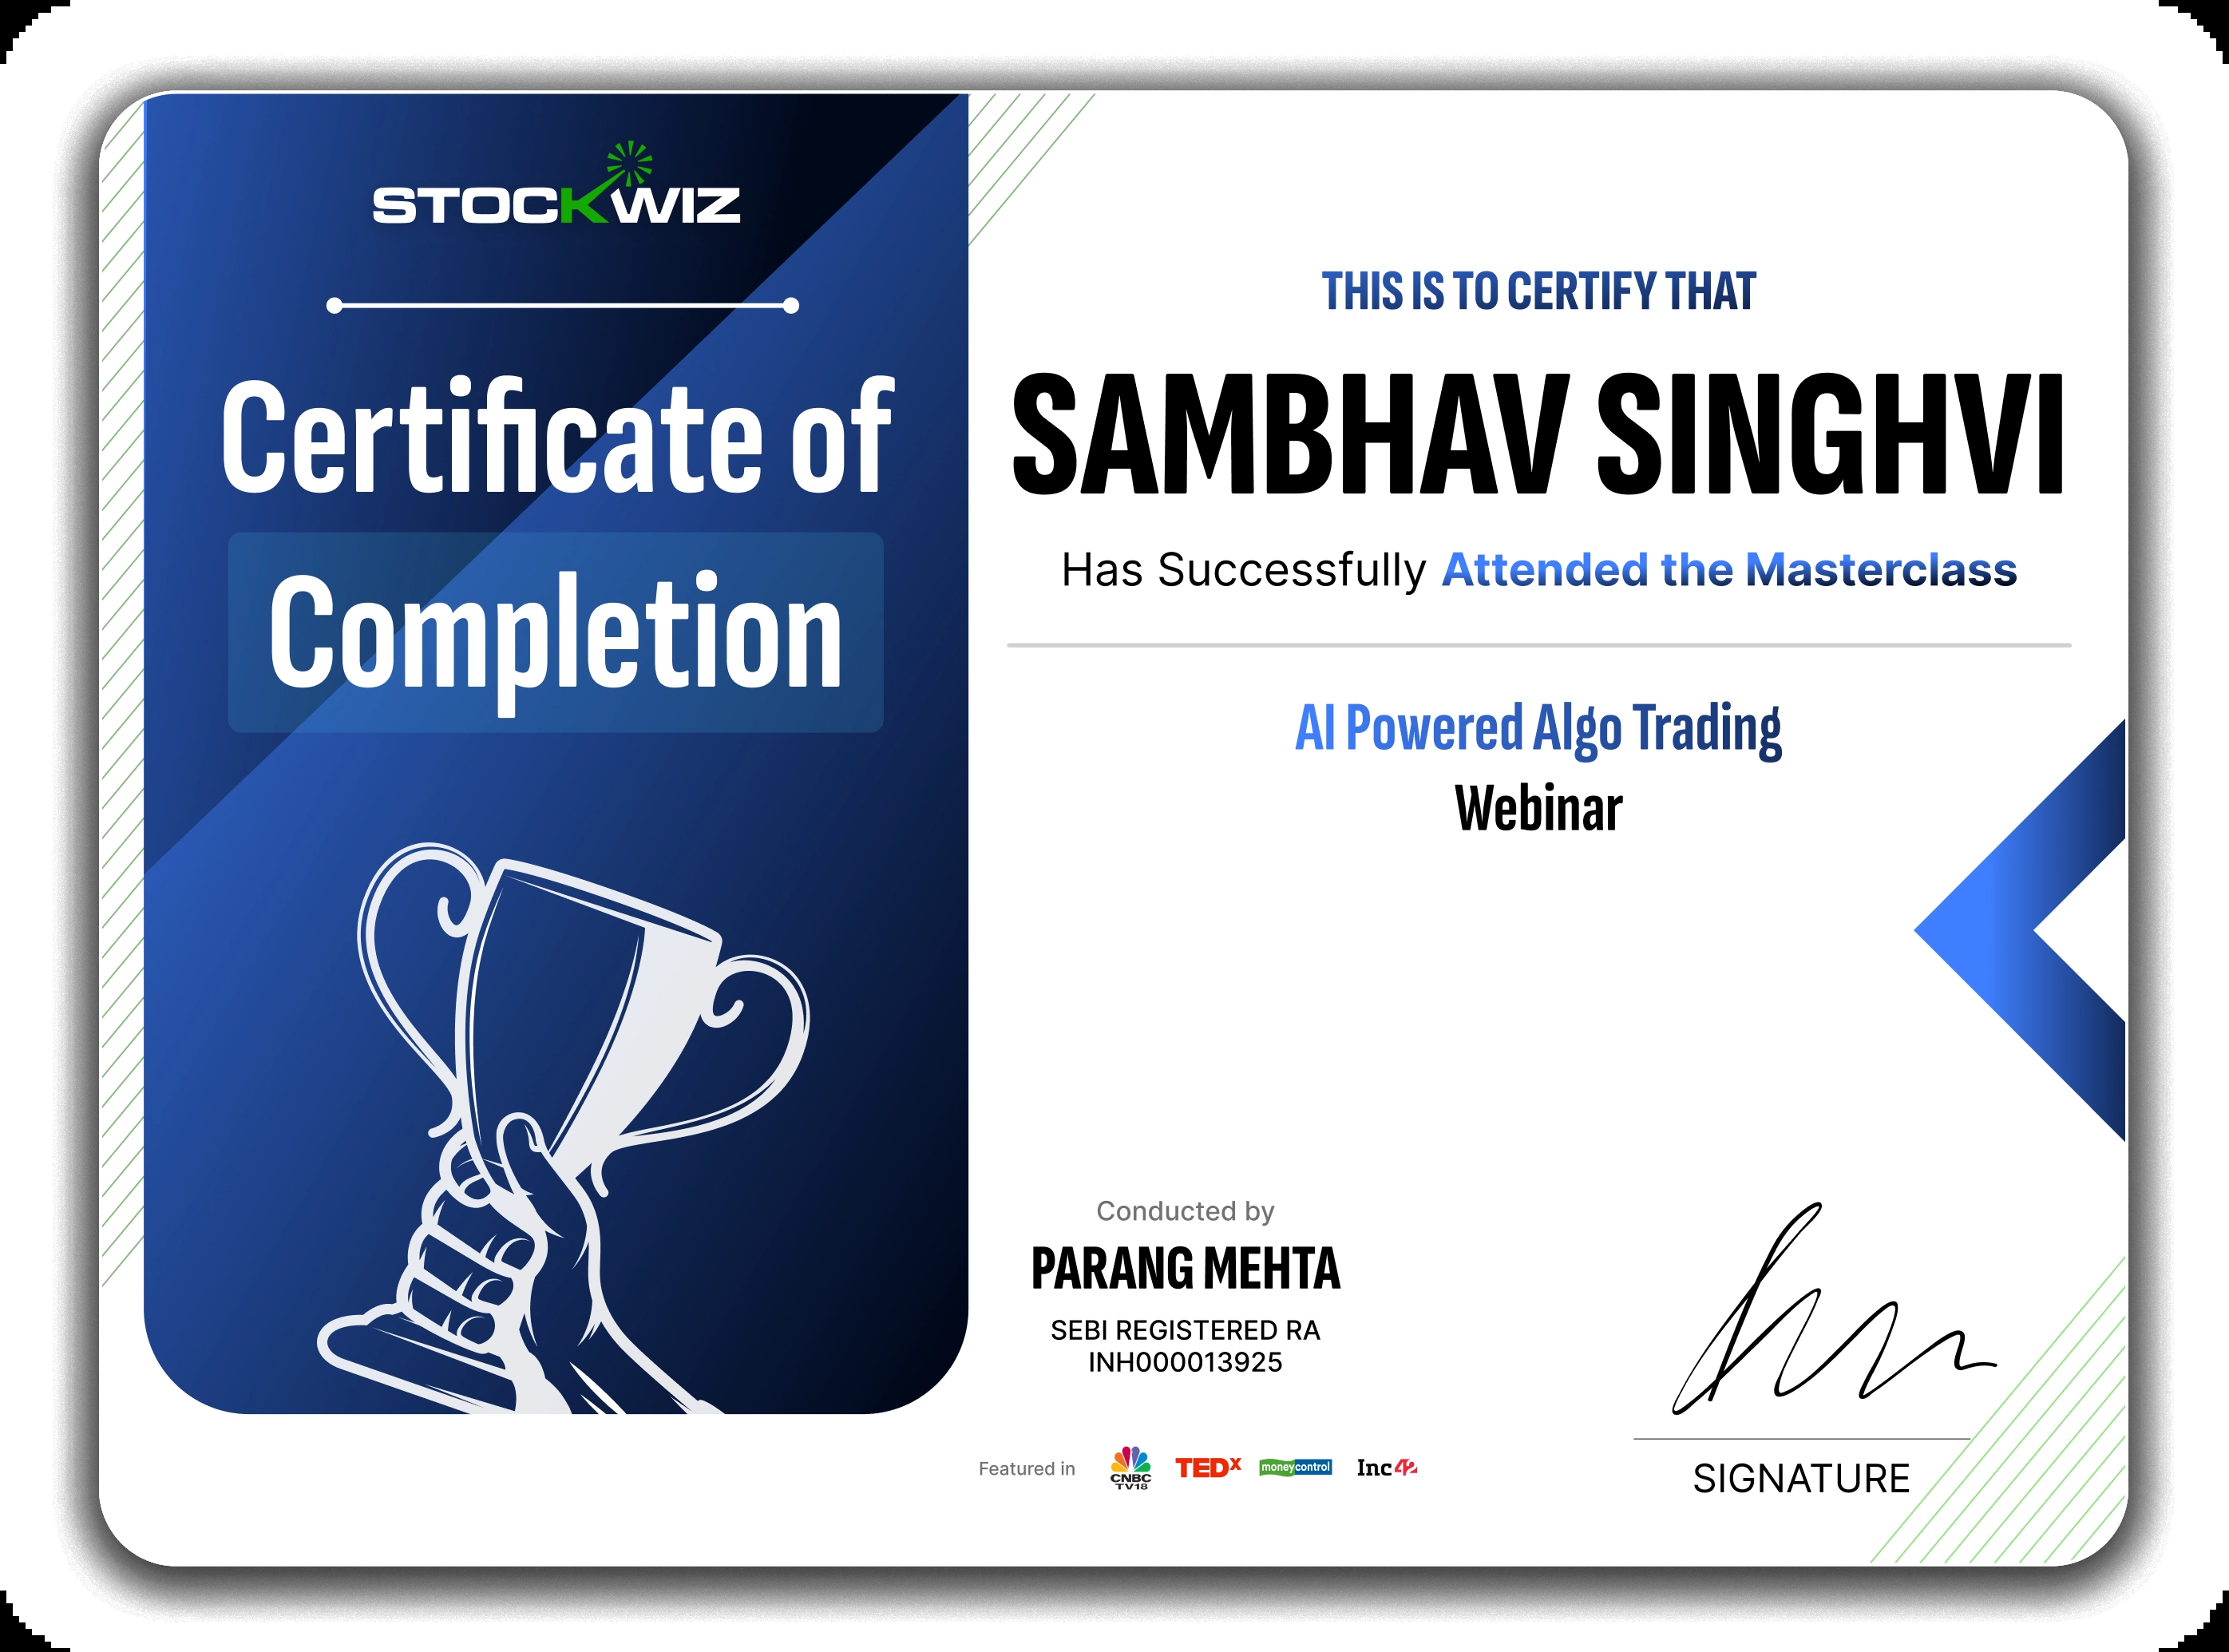 STOCKWIZ
Certificate of
Completion
THIS IS TO CERTIFY THAT
SAMBHAV SINGHVI
Has Successfully Attended the Masterclass
AI Powered Algo Trading
Webinar
Conducted by
PARANG MEHTA
SEBI REGISTERED RA
INH000013925
Featured in
CNBC
TV18
TEDx
moneycontrol
Inc42
SIGNATURE